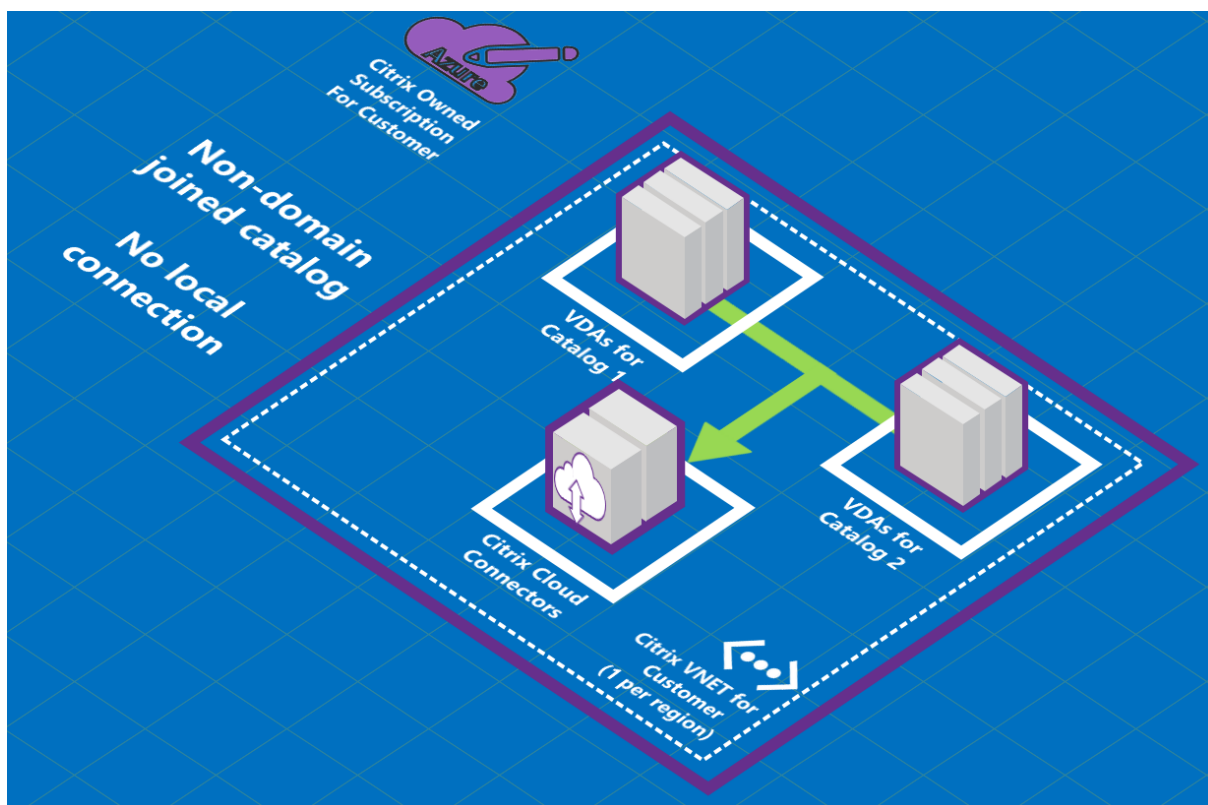 Azure
Citrix Owned
Subscription
For Customer
Non-domain
joined catalog
No local
connection
VDAs for
Catalog 1
VDAs for
Catalog 2
Citrix Cloud
Connectors
Citrix VNET for
Customer
(1 per region)